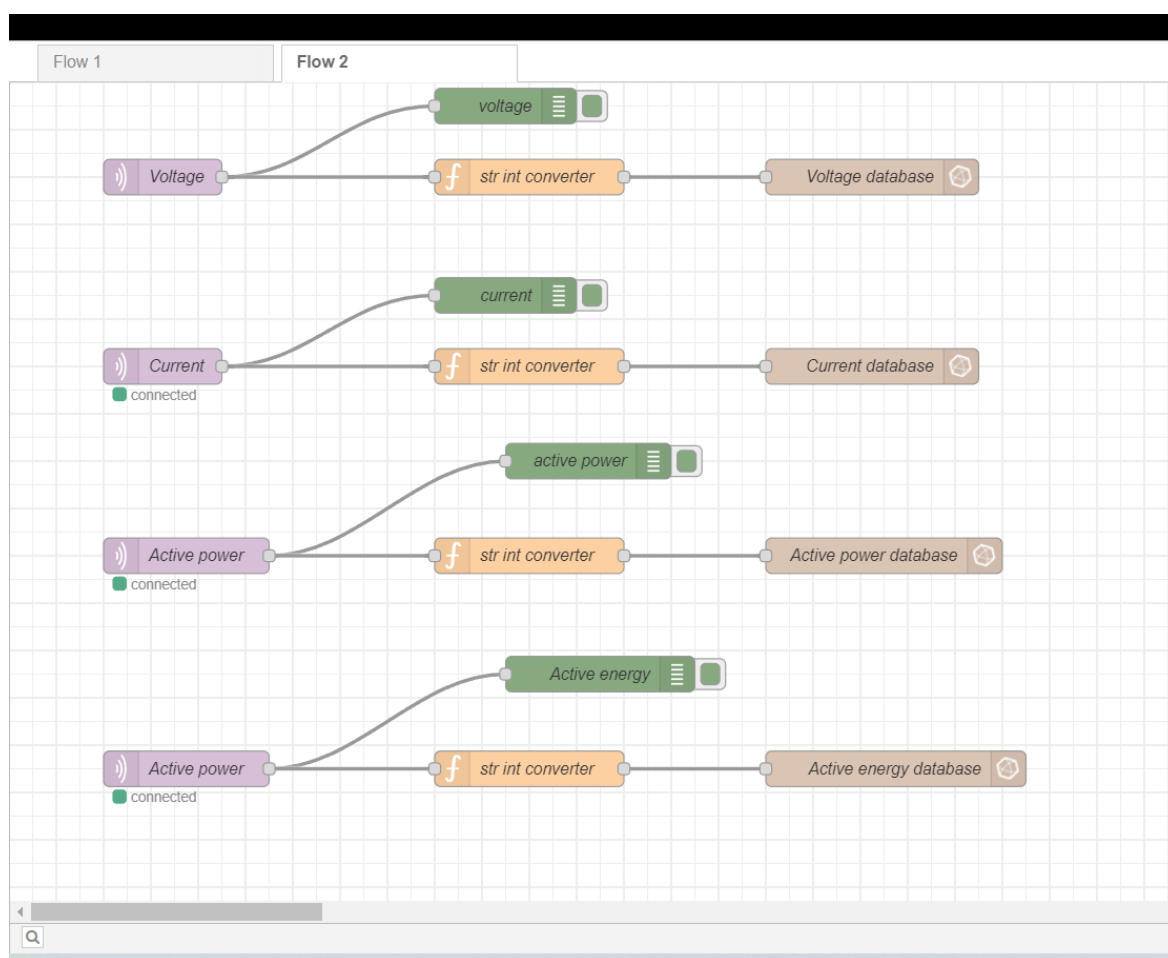 Flow 1
Flow 2
voltage
Voltage
str int converter
Voltage database
current
Current
str int converter
Current database
connected
active power
Active power
str int converter
Active power database
connected
Active energy
Active power
str int converter
Active energy database
connected